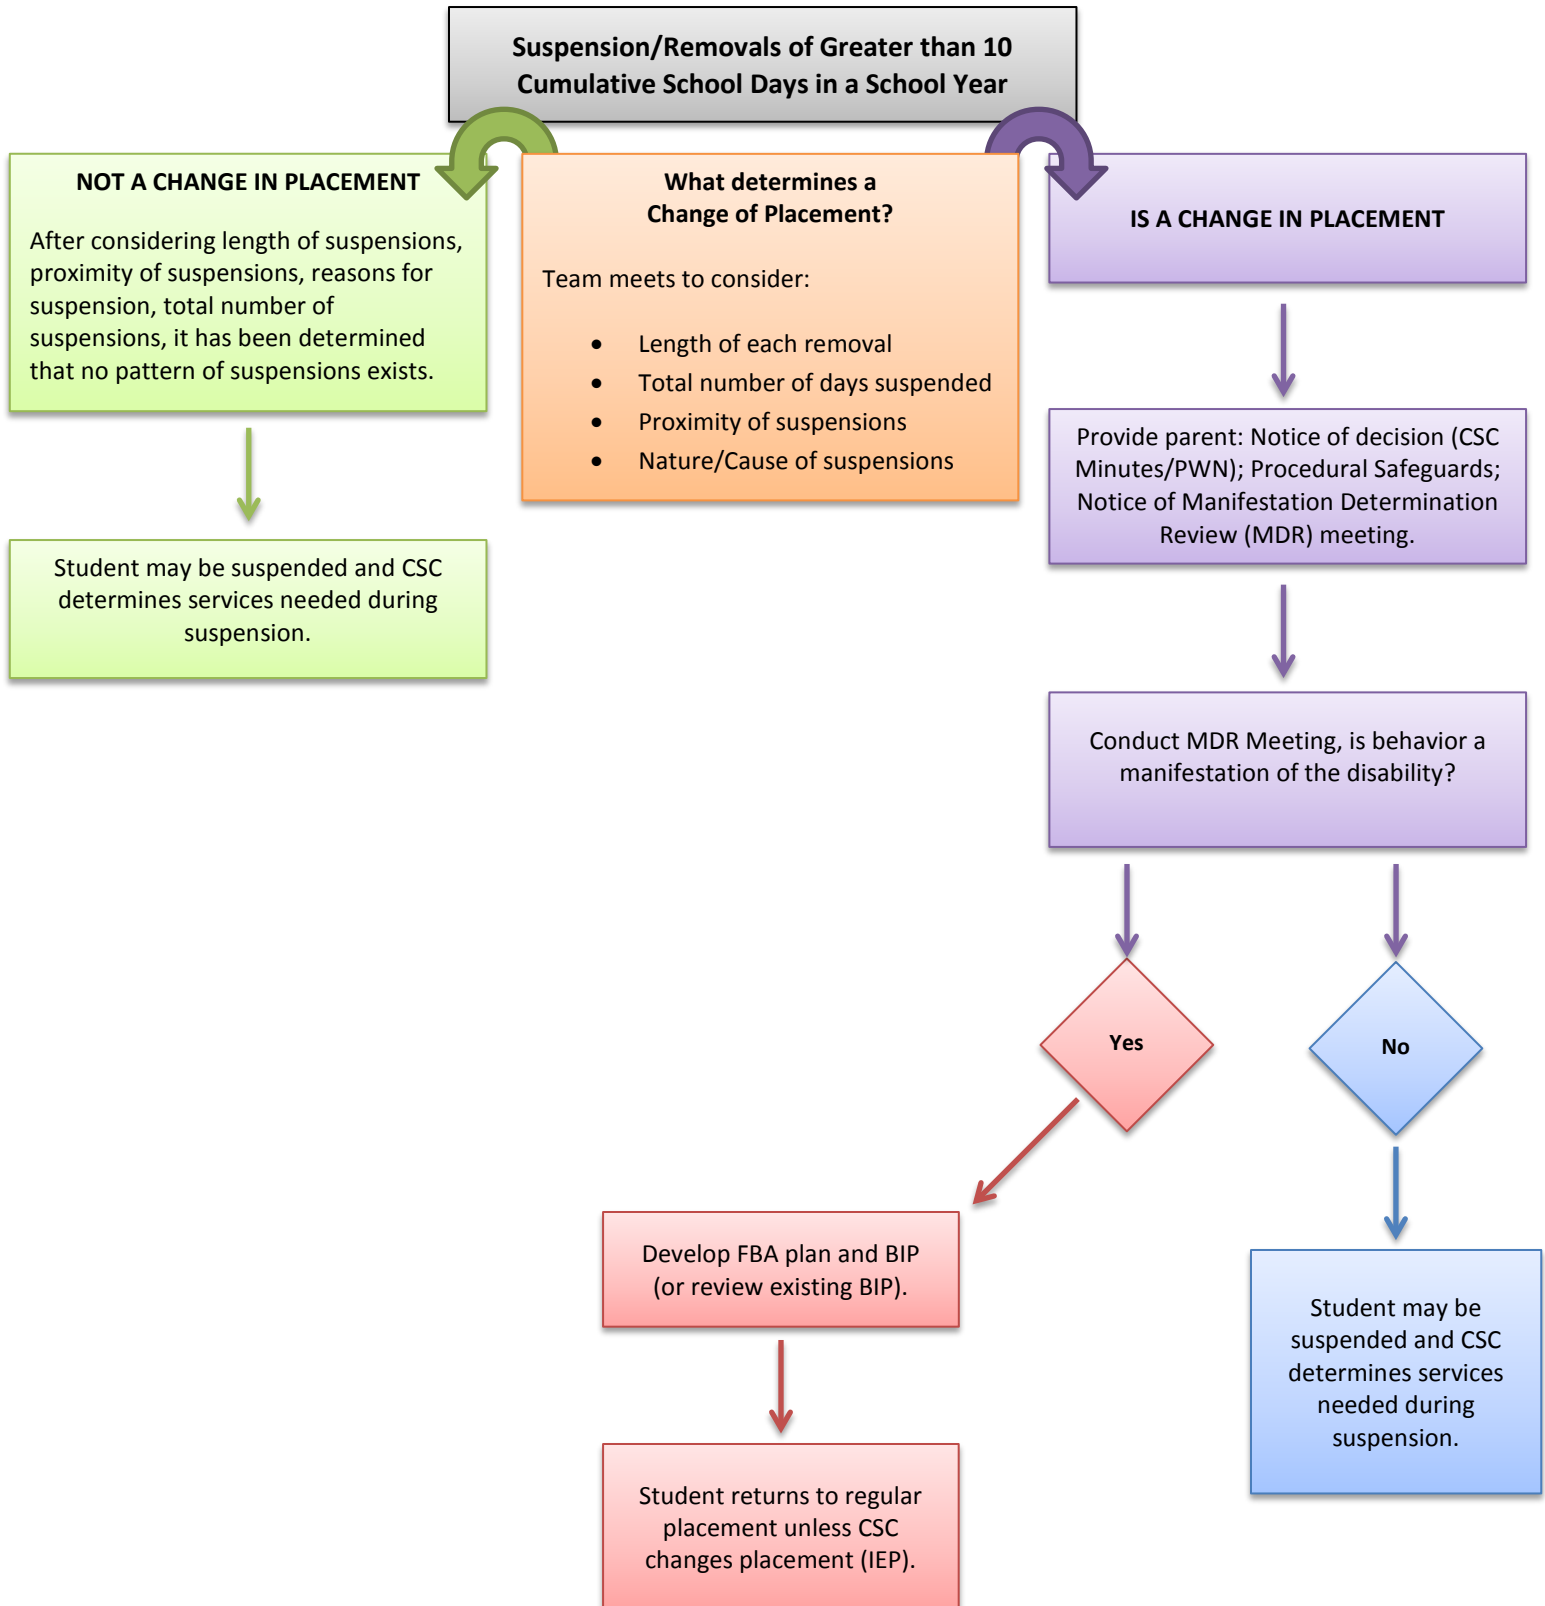 Suspension/Removals of Greater than 10
Cumulative School Days in a School Year
NOT A CHANGE IN PLACEMENT
After considering length of suspensions,
proximity of suspensions, reasons for
suspension, total number of
suspensions, it has been determined
that no pattern of suspensions exists.
Student may be suspended and CSC
determines services needed during
suspension.
What determines a
Change of Placement?
Team meets to consider:
• Length of each removal
• Total number of days suspended
• Proximity of suspensions
• Nature/Cause of suspensions
IS A CHANGE IN PLACEMENT
Provide parent: Notice of decision (CSC
Minutes/PWN); Procedural Safeguards;
Notice of Manifestation Determination
Review (MDR) meeting.
Conduct MDR Meeting, is behavior a
manifestation of the disability?
Yes
No
Develop FBA plan and BIP
(or review existing BIP).
Student returns to regular
placement unless CSC
changes placement (IEP).
Student may be
suspended and CSC
determines services
needed during
suspension.